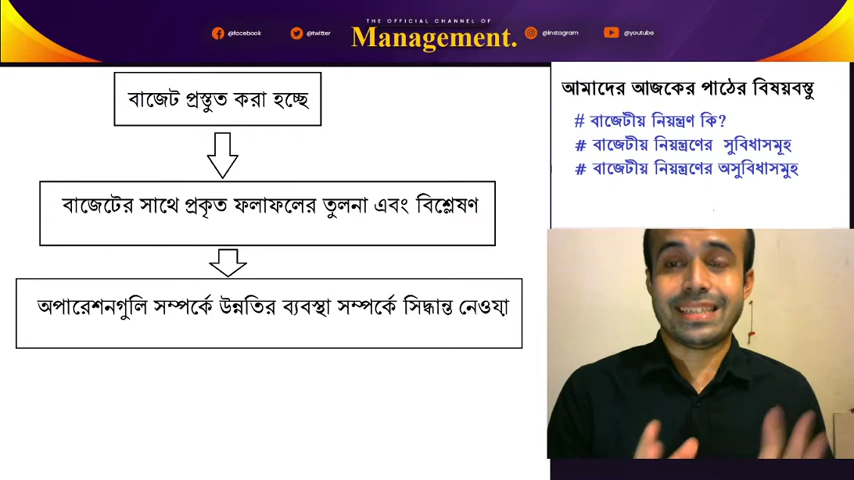 THE OFFICIAL CHANNEL OF
@facebook
@twitter
Management.
@instagram
@youtube
বাজেট প্রস্তুত করা হচ্ছে
বাজেটের সাথে প্রকৃত ফলাফলের তুলনা এবং বিশ্লেষণ
অপারেশনগুলি সম্পর্কে উন্নতির ব্যবস্থা সম্পর্কে সিদ্ধান্ত নেওয়া
আমাদের আজকের পাঠের বিষয়বস্তু
# বাজেটীয় নিয়ন্ত্রণ কি?
# বাজেটীয় নিয়ন্ত্রণের সুবিধাসমূহ
# বাজেটীয় নিয়ন্ত্রণের অসুবিধাসমুহ